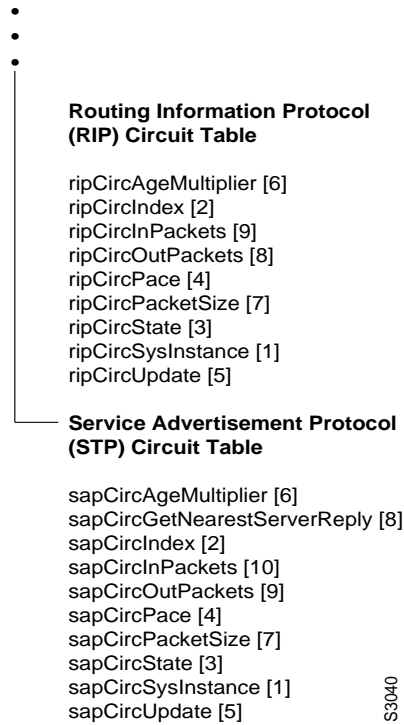 •
•
•
Routing Information Protocol
(RIP) Circuit Table
ripCircAgeMultiplier [6]
ripCircIndex [2]
ripCircInPackets [9]
ripCircOutPackets [8]
ripCircPace [4]
ripCircPacketSize [7]
ripCircState [3]
ripCircSysInstance [1]
ripCircUpdate [5]
Service Advertisement Protocol
(STP) Circuit Table
sapCircAgeMultiplier [6]
sapCircGetNearestServerReply [8]
sapCircIndex [2]
sapCircInPackets [10]
sapCircOutPackets [9]
sapCircPace [4]
sapCircPacketSize [7]
sapCircState [3]
sapCircSysInstance [1]
sapCircUpdate [5]
S3040